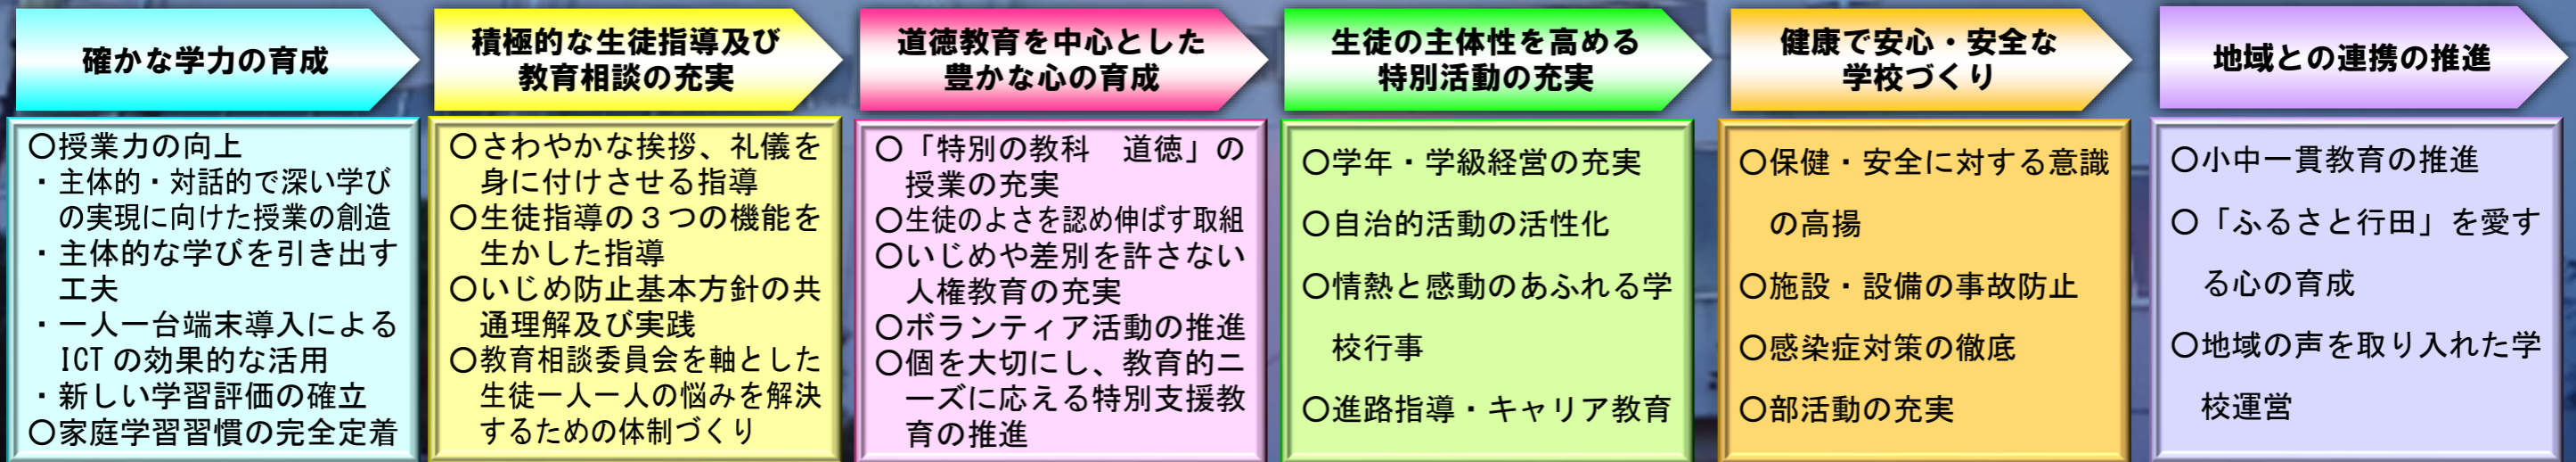 確かな学力の育成
〇授業力の向上
・主体的・対話的で深い学び
の実現に向けた授業の創造
・主体的な学びを引き出す
工夫
・一人一台端末導入による
ICTの効果的な活用
・新しい学習評価の確立
〇家庭学習習慣の完全定着
積極的な生徒指導及び
教育相談の充実
〇さわやかな挨拶、礼儀を
身に付けさせる指導
〇生徒指導の３つの機能を
生かした指導
〇いじめ防止基本方針の共
通理解及び実践
〇教育相談委員会を軸とした
生徒一人一人の悩みを解決
するための体制づくり
道徳教育を中心とした
豊かな心の育成
〇「特別の教科　道徳」の
授業の充実
〇生徒のよさを認め伸ばす取組
〇いじめや差別を許さない
人権教育の充実
〇ボランティア活動の推進
〇個を大切にし、教育的ニ
ーズに応える特別支援教
育の推進
生徒の主体性を高める
特別活動の充実
〇学年・学級経営の充実
〇自治的活動の活性化
〇情熱と感動のあふれる学
校行事
〇進路指導・キャリア教育
健康で安心・安全な
学校づくり
〇保健・安全に対する意識
の高揚
〇施設・設備の事故防止
〇感染症対策の徹底
〇部活動の充実
地域との連携の推進
〇小中一貫教育の推進
〇「ふるさと行田」を愛す
る心の育成
〇地域の声を取り入れた学
校運営